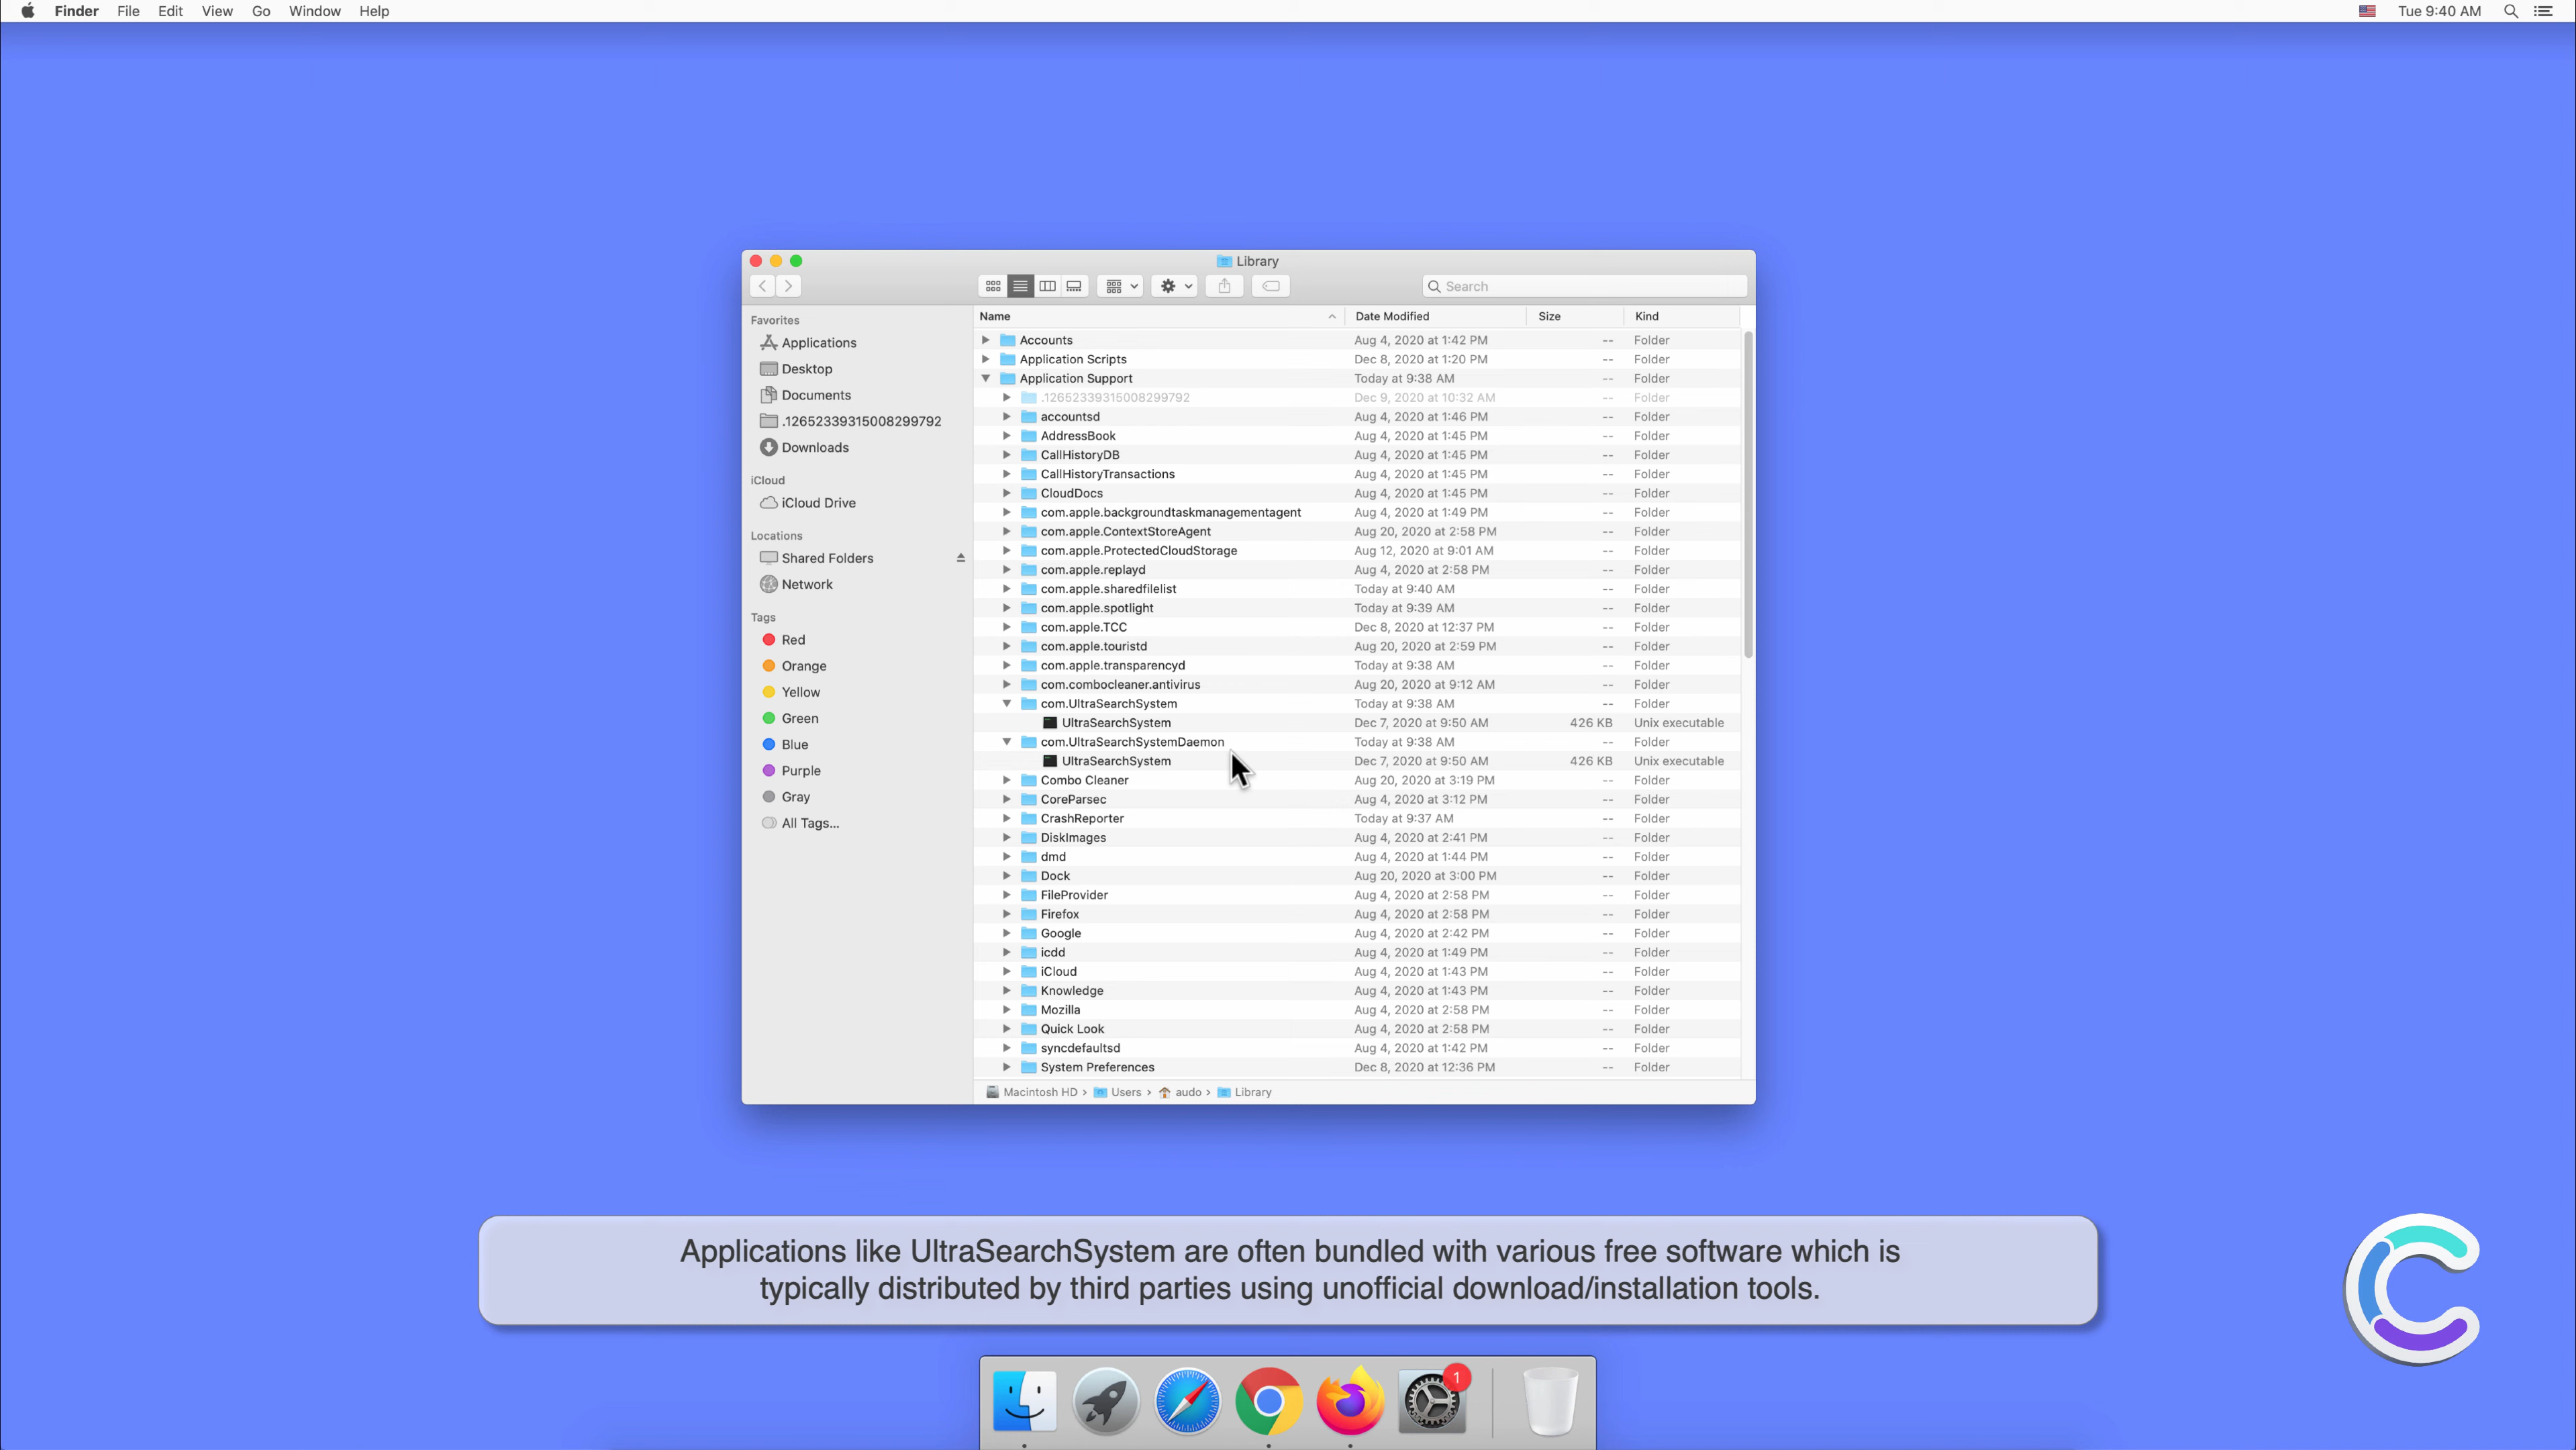 Finder File Edit View Go Window Help Tue 9:40 AM
Library
Search
Favorites
Applications
Desktop
Documents
.12652339315008299792
Downloads
iCloud
iCloud Drive
Locations
Shared Folders
Network
Tags
Red
Orange
Yellow
Green
Blue
Purple
Gray
All Tags...
Name Date Modified Size Kind
Accounts Aug 4, 2020 at 1:42 PM -- Folder
Application Scripts Dec 8, 2020 at 1:20 PM -- Folder
Application Support Today at 9:38 AM -- Folder
.12652339315008299792 Dec 9, 2020 at 10:32 AM -- Folder
accountsd Aug 4, 2020 at 1:46 PM -- Folder
AddressBook Aug 4, 2020 at 1:45 PM -- Folder
CallHistoryDB Aug 4, 2020 at 1:45 PM -- Folder
CallHistoryTransactions Aug 4, 2020 at 1:45 PM -- Folder
CloudDocs Aug 4, 2020 at 1:45 PM -- Folder
com.apple.backgroundtaskmanagementagent Aug 4, 2020 at 1:49 PM -- Folder
com.apple.ContextStoreAgent Aug 20, 2020 at 2:58 PM -- Folder
com.apple.ProtectedCloudStorage Aug 12, 2020 at 9:01 AM -- Folder
com.apple.replayd Aug 4, 2020 at 2:58 PM -- Folder
com.apple.sharedfilelist Today at 9:40 AM -- Folder
com.apple.spotlight Today at 9:39 AM -- Folder
com.apple.TCC Dec 8, 2020 at 12:37 PM -- Folder
com.apple.touristd Aug 20, 2020 at 2:59 PM -- Folder
com.apple.transparencyd Today at 9:38 AM -- Folder
com.combocleaner.antivirus Aug 20, 2020 at 9:12 AM -- Folder
com.UltraSearchSystem Today at 9:38 AM -- Folder
UltraSearchSystem Dec 7, 2020 at 9:50 AM 426 KB Unix executable
com.UltraSearchSystemDaemon Today at 9:38 AM -- Folder
UltraSearchSystem Dec 7, 2020 at 9:50 AM 426 KB Unix executable
Combo Cleaner Aug 20, 2020 at 3:19 PM -- Folder
CoreParsec Aug 4, 2020 at 3:12 PM -- Folder
CrashReporter Today at 9:37 AM -- Folder
DiskImages Aug 4, 2020 at 2:41 PM -- Folder
dmd Aug 4, 2020 at 1:44 PM -- Folder
Dock Aug 20, 2020 at 3:00 PM -- Folder
FileProvider Aug 4, 2020 at 2:58 PM -- Folder
Firefox Aug 4, 2020 at 2:58 PM -- Folder
Google Aug 4, 2020 at 2:42 PM -- Folder
icdd Aug 4, 2020 at 1:49 PM -- Folder
iCloud Aug 4, 2020 at 1:43 PM -- Folder
Knowledge Aug 4, 2020 at 1:43 PM -- Folder
Mozilla Aug 4, 2020 at 2:58 PM -- Folder
Quick Look Aug 4, 2020 at 2:58 PM -- Folder
syncdefaultsd Aug 4, 2020 at 1:42 PM -- Folder
System Preferences Dec 8, 2020 at 12:36 PM -- Folder
Macintosh HD › Users › audo › Library
Applications like UltraSearchSystem are often bundled with various free software which is
typically distributed by third parties using unofficial download/installation tools.
1